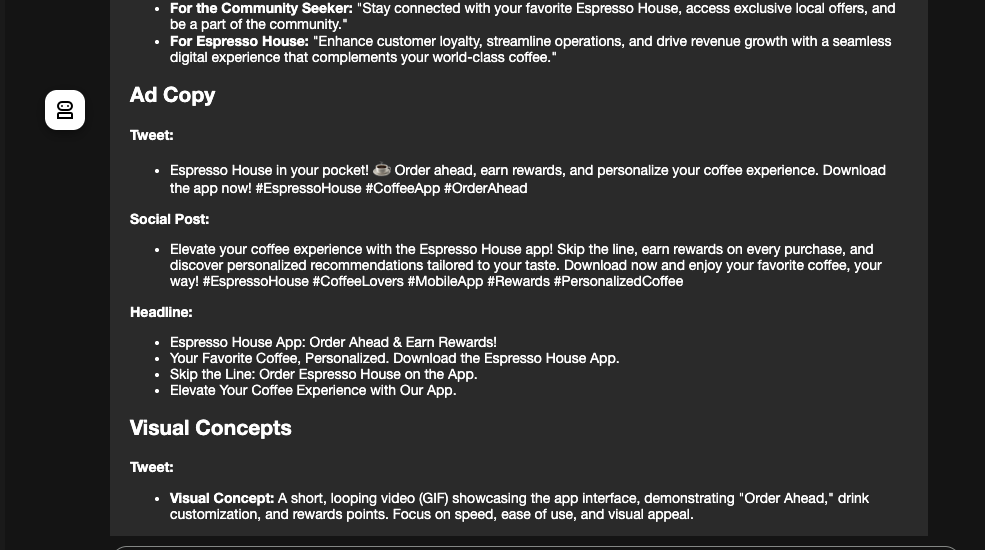 • For the Community Seeker: "Stay connected with your favorite Espresso House, access exclusive local offers, and
be a part of the community."
• For Espresso House: "Enhance customer loyalty, streamline operations, and drive revenue growth with a seamless
digital experience that complements your world-class coffee."
Ad Copy
Tweet:
• Espresso House in your pocket! ☕ Order ahead, earn rewards, and personalize your coffee experience. Download
the app now! #EspressoHouse #CoffeeApp #OrderAhead
Social Post:
• Elevate your coffee experience with the Espresso House app! Skip the line, earn rewards on every purchase, and
discover personalized recommendations tailored to your taste. Download now and enjoy your favorite coffee, your
way! #EspressoHouse #CoffeeLovers #MobileApp #Rewards #PersonalizedCoffee
Headline:
• Espresso House App: Order Ahead & Earn Rewards!
• Your Favorite Coffee, Personalized. Download the Espresso House App.
• Skip the Line: Order Espresso House on the App.
• Elevate Your Coffee Experience with Our App.
Visual Concepts
Tweet:
• Visual Concept: A short, looping video (GIF) showcasing the app interface, demonstrating "Order Ahead," drink
customization, and rewards points. Focus on speed, ease of use, and visual appeal.